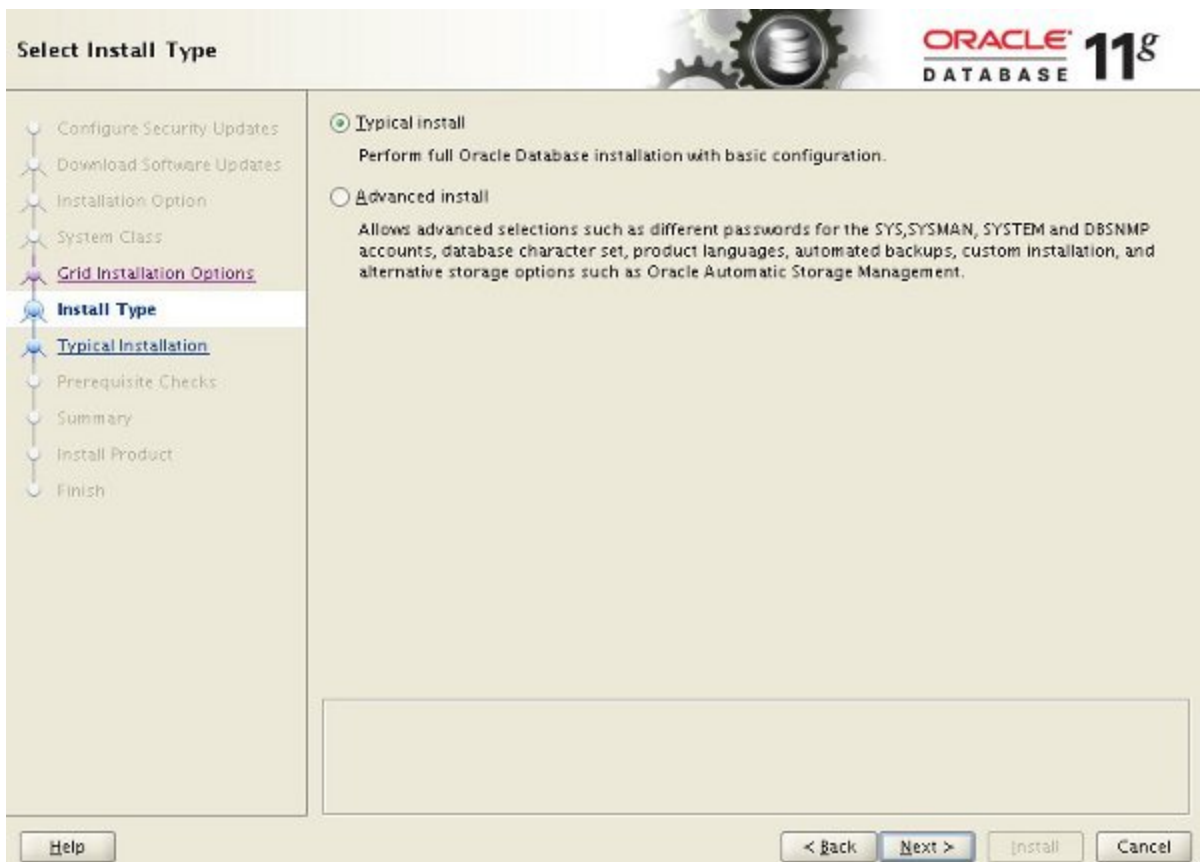 Select Install Type
ORACLE
DATABASE 11g
Configure Security Updates
Download Software Updates
Installation Option
System Class
Grid Installation Options
Install Type
Typical Installation
Prerequisite Checks
Summary
Install Product
Finish
Typical install
Perform full Oracle Database installation with basic configuration.
Advanced install
Allows advanced selections such as different passwords for the SYS,SYSMAN, SYSTEM and DBSNMP
accounts, database character set, product languages, automated backups, custom installation, and
alternative storage options such as Oracle Automatic Storage Management.
Help
< Back
Next >
Install
Cancel